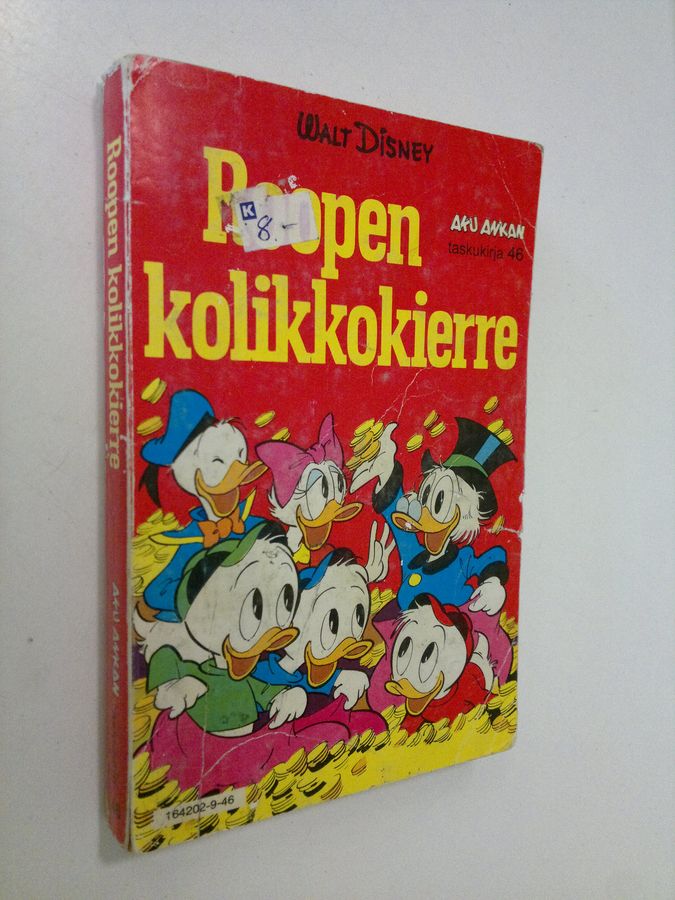 WALT DISNEY
Roopen
K
8.-
AKU ANKAN
taskukirja 46
kolikkokierre
164202-9-46
Roopen kolikkokierre
AKU ANKAN